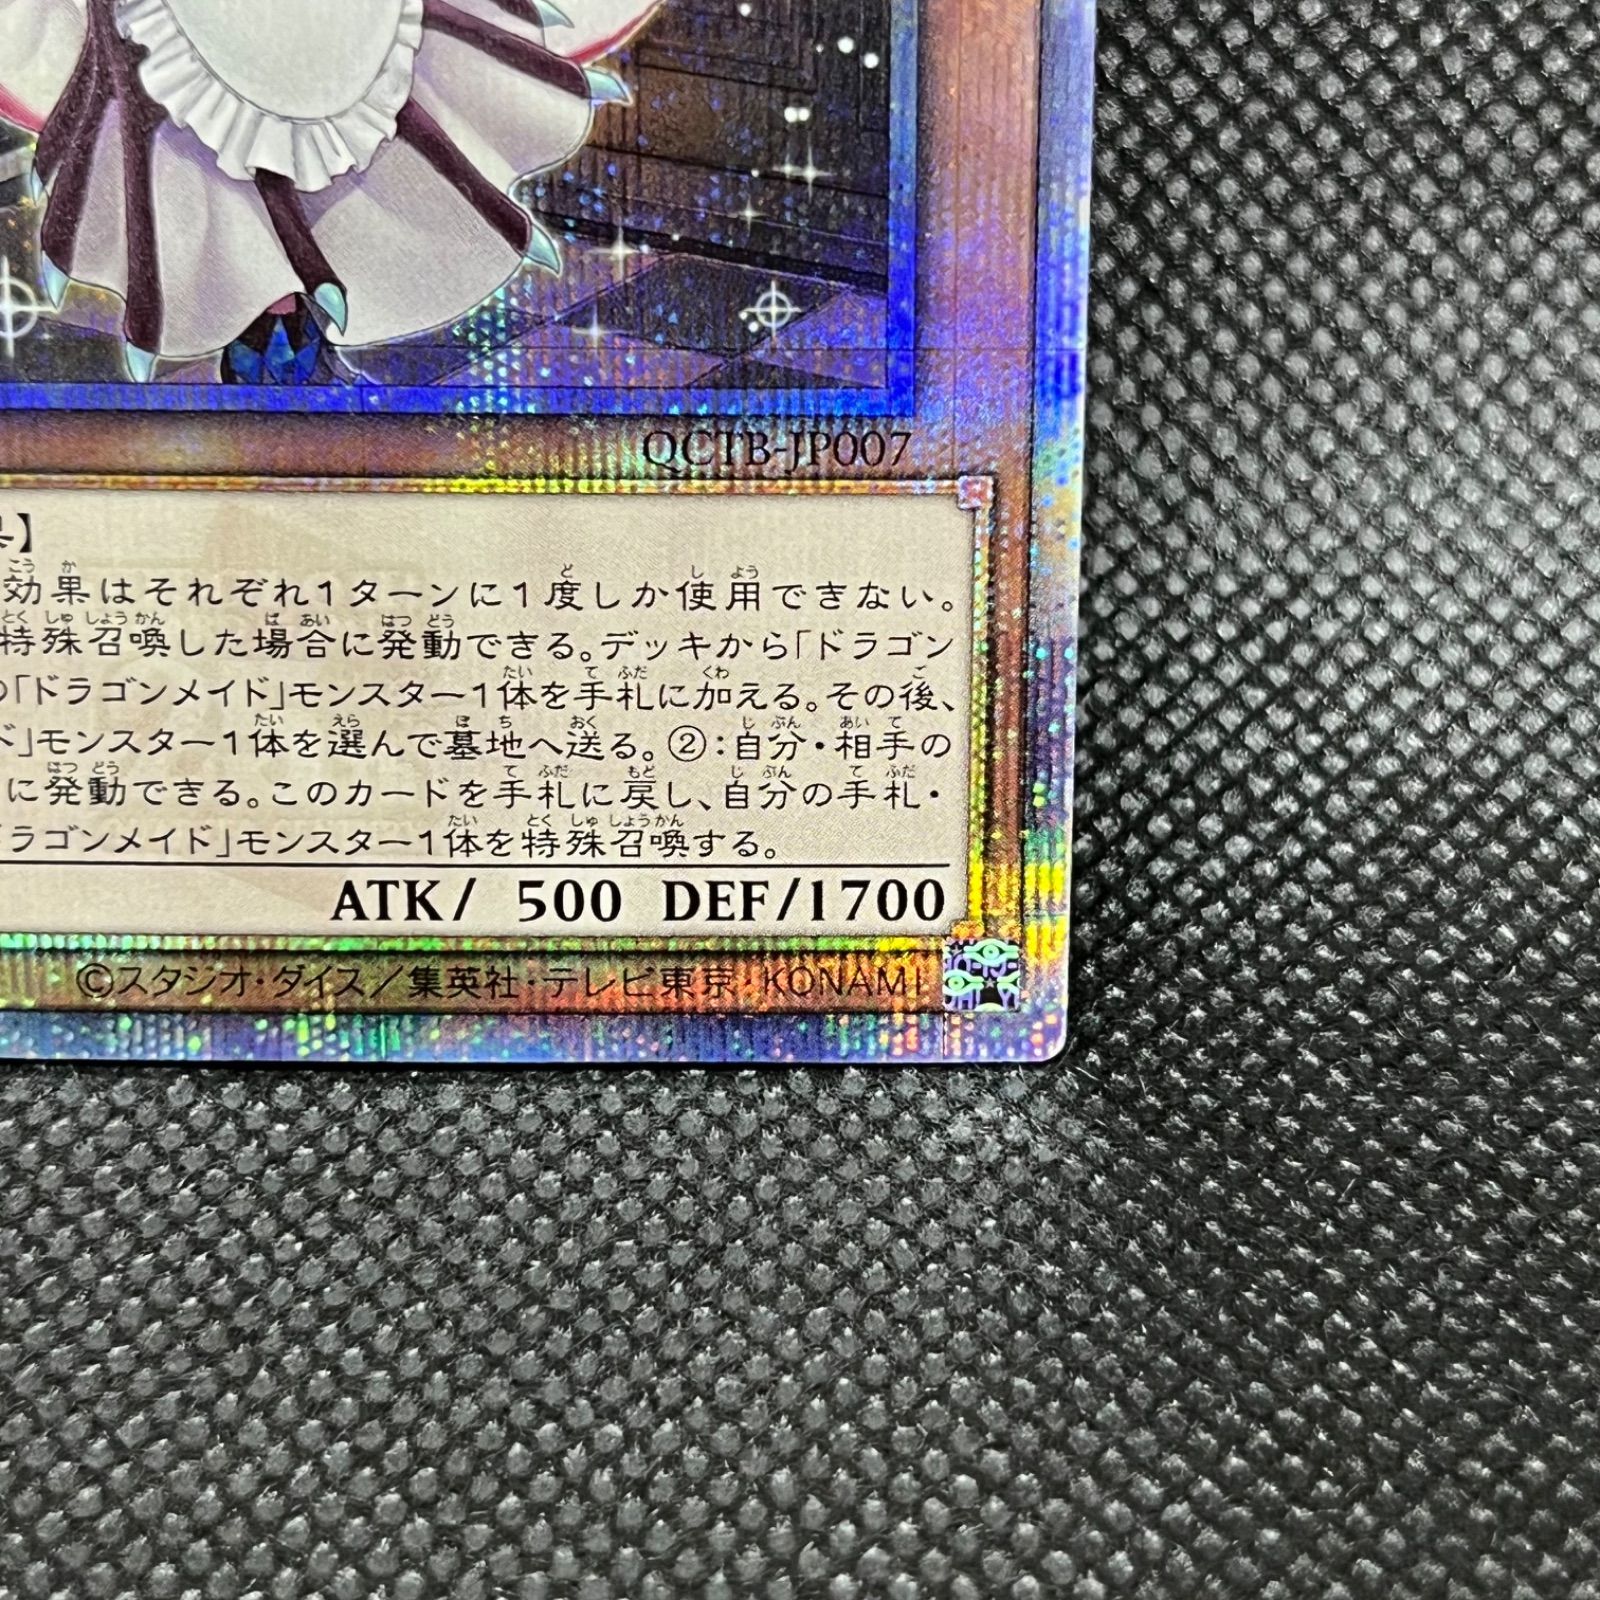 QCTB-JP007
果】
効果はそれぞれ1ターンに1度しか使用できない。
特殊召喚した場合に発動できる。デッキから「ドラゴン
の「ドラゴンメイド」モンスター1体を手札に加える。その後、
ド」モンスター1体を選んで墓地へ送る。②：自分・相手の
に発動できる。このカードを手札に戻し、自分の手札・
ドラゴンメイド」モンスター1体を特殊召喚する。
ATK/ 500 DEF/1700
©スタジオ・ダイス／集英社・テレビ東京・KONAMI